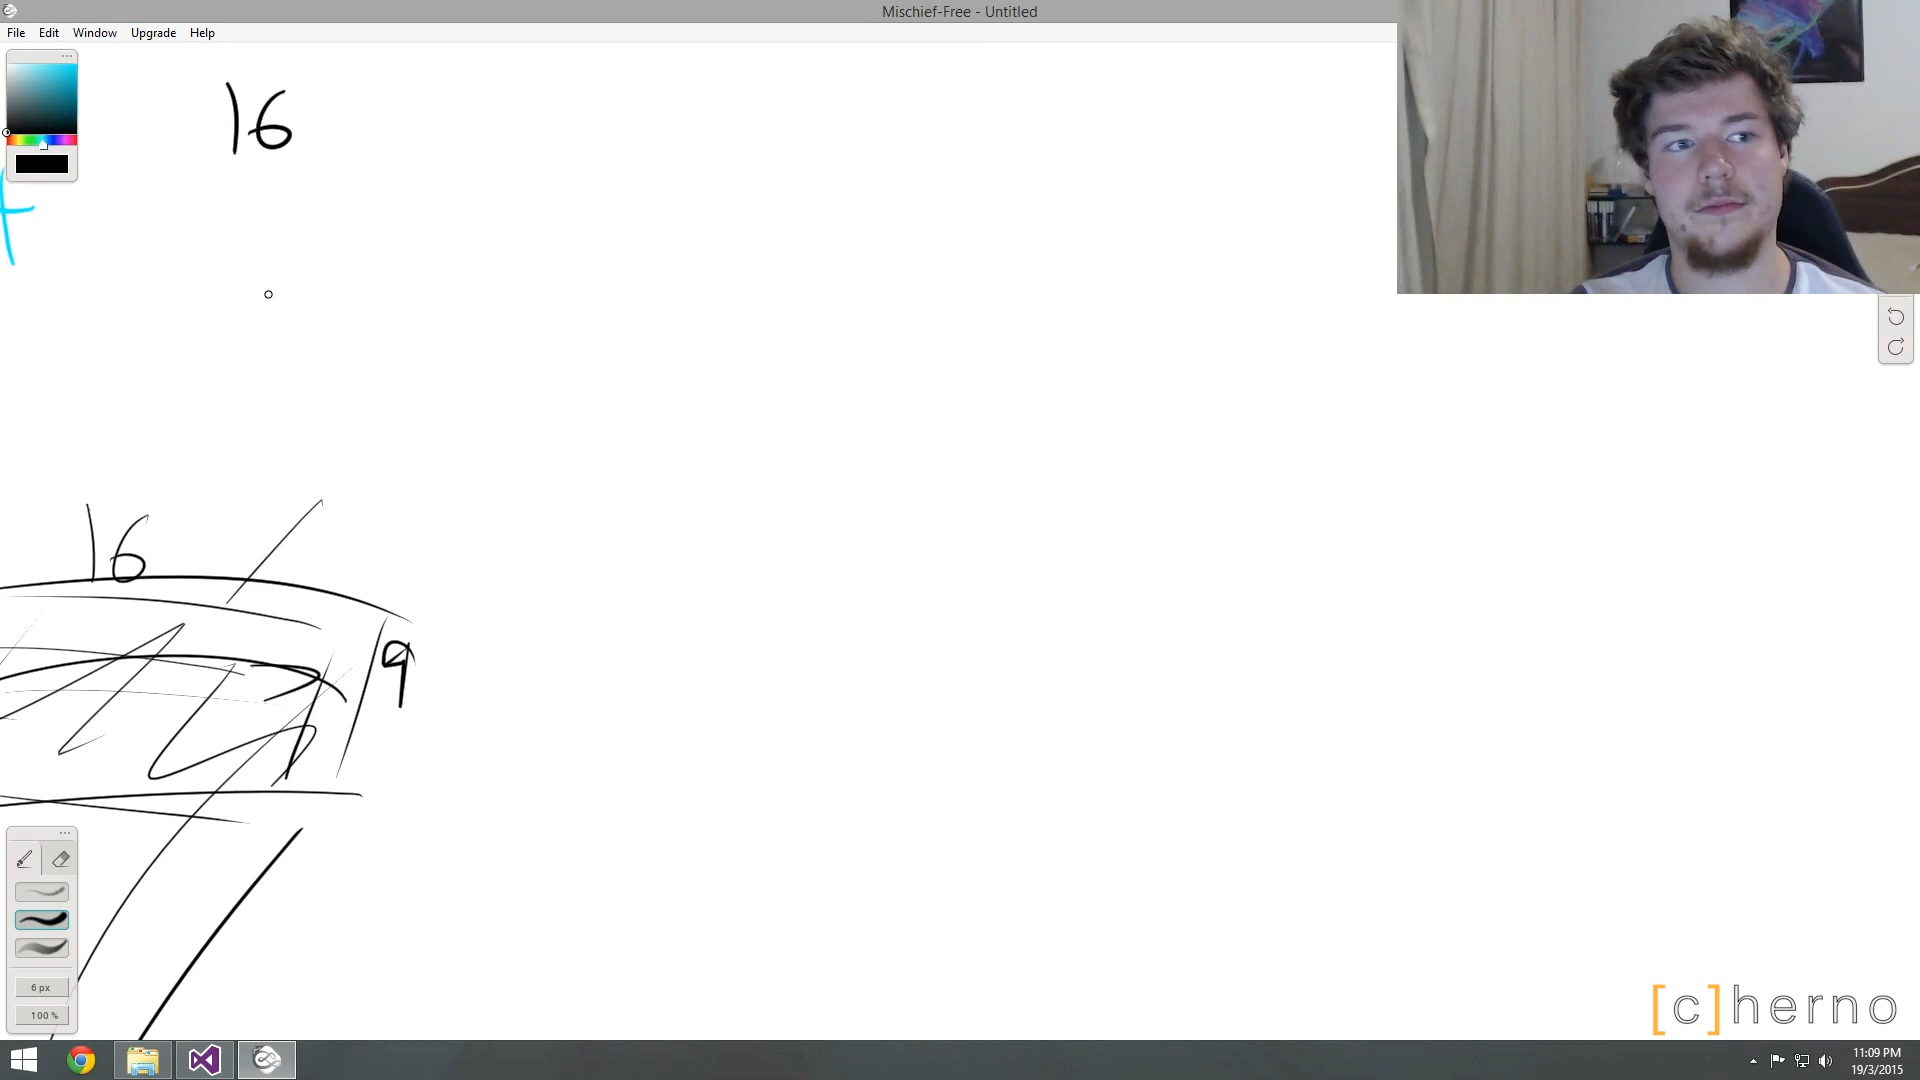 Mischief-Free - Untitled
File Edit Window Upgrade Help
16
16
9
6 px
100 %
[c]herno
11:09 PM
19/3/2015